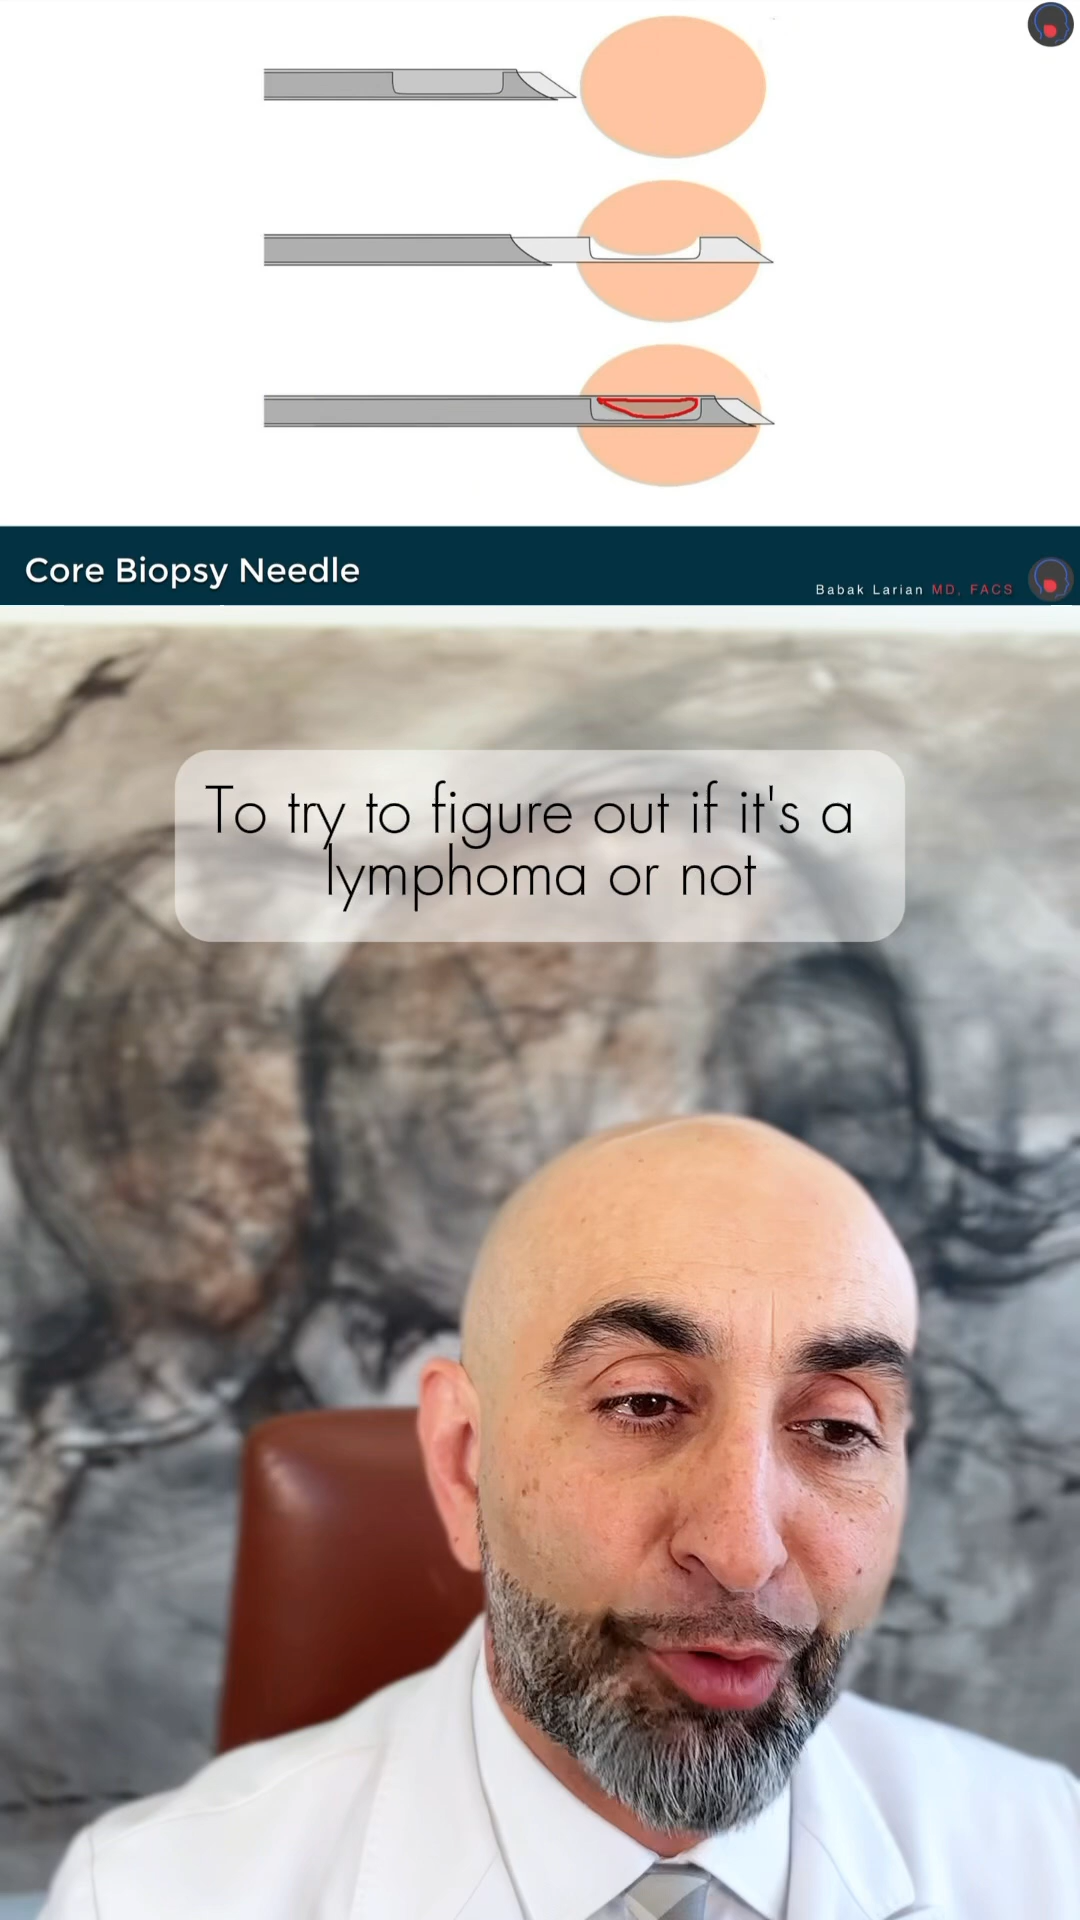 Core Biopsy Needle
Babak Larian MD, FACS
To try to figure out if it's a
lymphoma or not